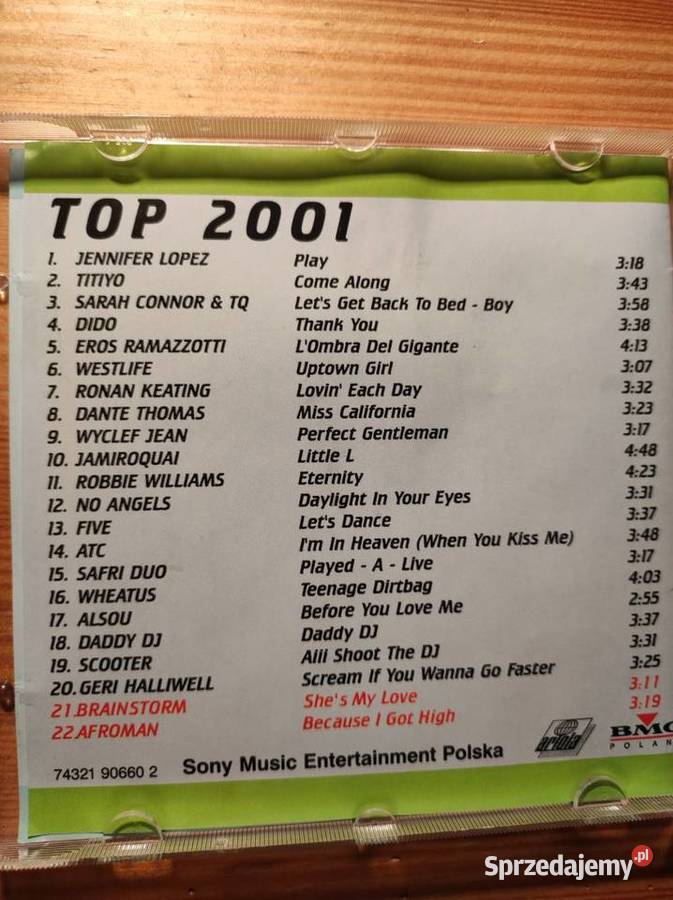 TOP 2001
1. JENNIFER LOPEZ Play 3:18
2. TITIYO Come Along 3:43
3. SARAH CONNOR & TQ Let's Get Back To Bed - Boy 3:58
4. DIDO Thank You 3:38
5. EROS RAMAZZOTTI L'Ombra Del Gigante 4:13
6. WESTLIFE Uptown Girl 3:07
7. RONAN KEATING Lovin' Each Day 3:32
8. DANTE THOMAS Miss California 3:23
9. WYCLEF JEAN Perfect Gentleman 3:17
10. JAMIROQUAI Little L 4:48
11. ROBBIE WILLIAMS Eternity 4:23
12. NO ANGELS Daylight In Your Eyes 3:31
13. FIVE Let's Dance 3:37
14. ATC I'm In Heaven (When You Kiss Me) 3:48
15. SAFRI DUO Played - A - Live 3:17
16. WHEATUS Teenage Dirtbag 4:03
17. ALSOU Before You Love Me 2:55
18. DADDY DJ Daddy DJ 3:37
19. SCOOTER Aiii Shoot The DJ 3:31
20. GERI HALLIWELL Scream If You Wanna Go Faster 3:25
21. BRAINSTORM She's My Love 3:11
22. AFROMAN Because I Got High 3:19
74321 90660 2 Sony Music Entertainment Polska ariola BMG
POLAN
Sprzedajemy.pl